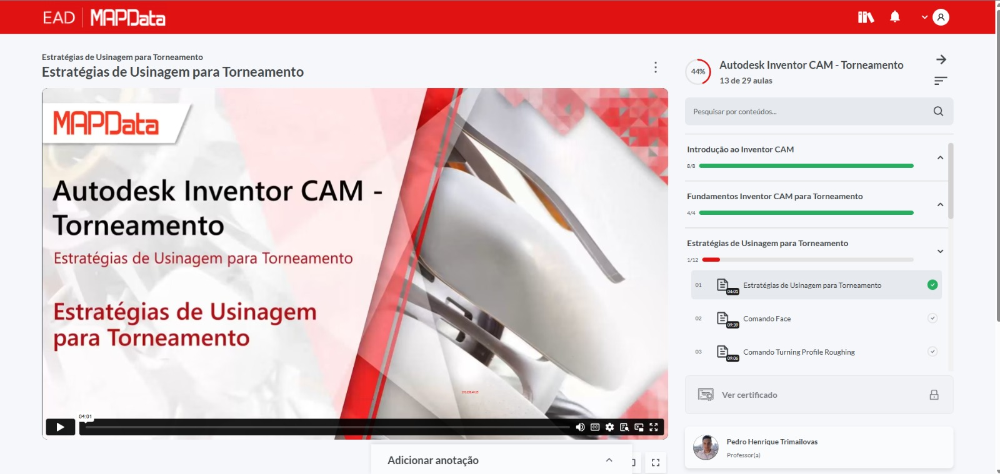 EAD MAPData
Estratégias de Usinagem para Torneamento
Estratégias de Usinagem para Torneamento
MAPData
Autodesk Inventor CAM -
Torneamento
Estratégias de Usinagem para Torneamento
Estratégias de Usinagem
para Torneamento
04:01
CC
Adicionar anotação
44%
Autodesk Inventor CAM - Torneamento
13 de 29 aulas
Pesquisar por conteúdos...
Introdução ao Inventor CAM
8/8
Fundamentos Inventor CAM para Torneamento
4/4
Estratégias de Usinagem para Torneamento
1/12
01 04:01 Estratégias de Usinagem para Torneamento
02 09:39 Comando Face
03 09:06 Comando Turning Profile Roughing
Ver certificado
Pedro Henrique Trimailovas
Professor(a)